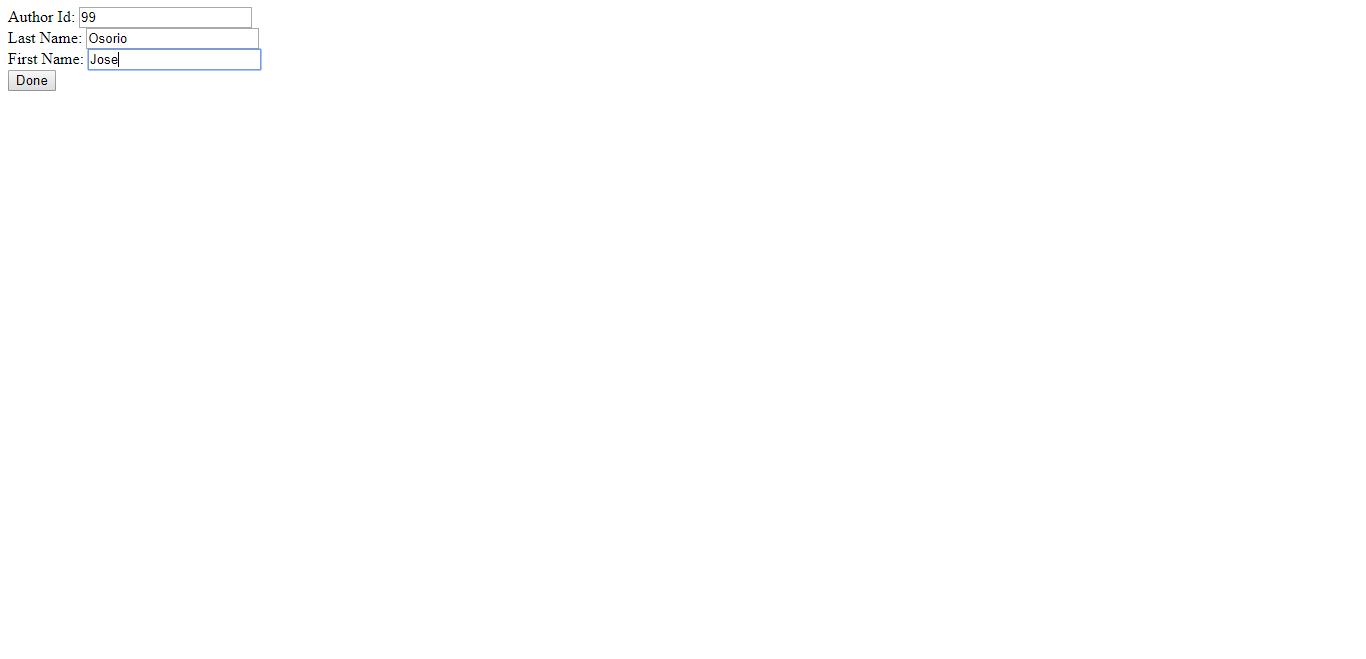 Author Id: 99
Last Name: Osorio
First Name: Jose
Done